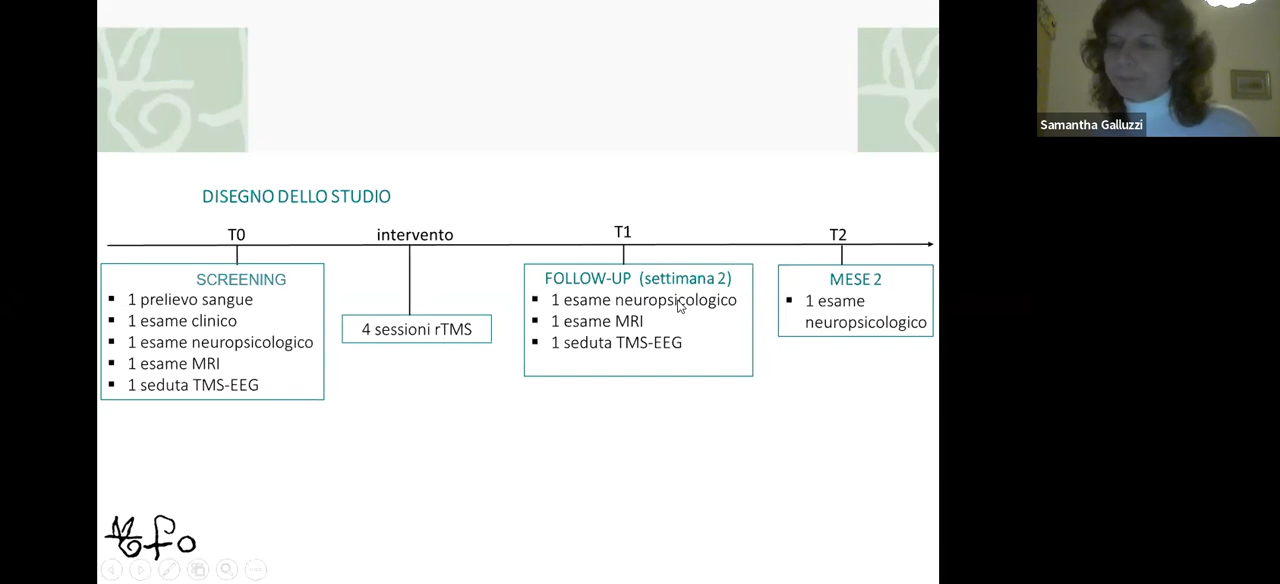 Samantha Galluzzi
DISEGNO DELLO STUDIO
T0
intervento
T1
T2
SCREENING
1 prelievo sangue
1 esame clinico
1 esame neuropsicologico
1 esame MRI
1 seduta TMS-EEG
4 sessioni rTMS
FOLLOW-UP (settimana 2)
1 esame neuropsicologico
1 esame MRI
1 seduta TMS-EEG
MESE 2
1 esame
neuropsicologico